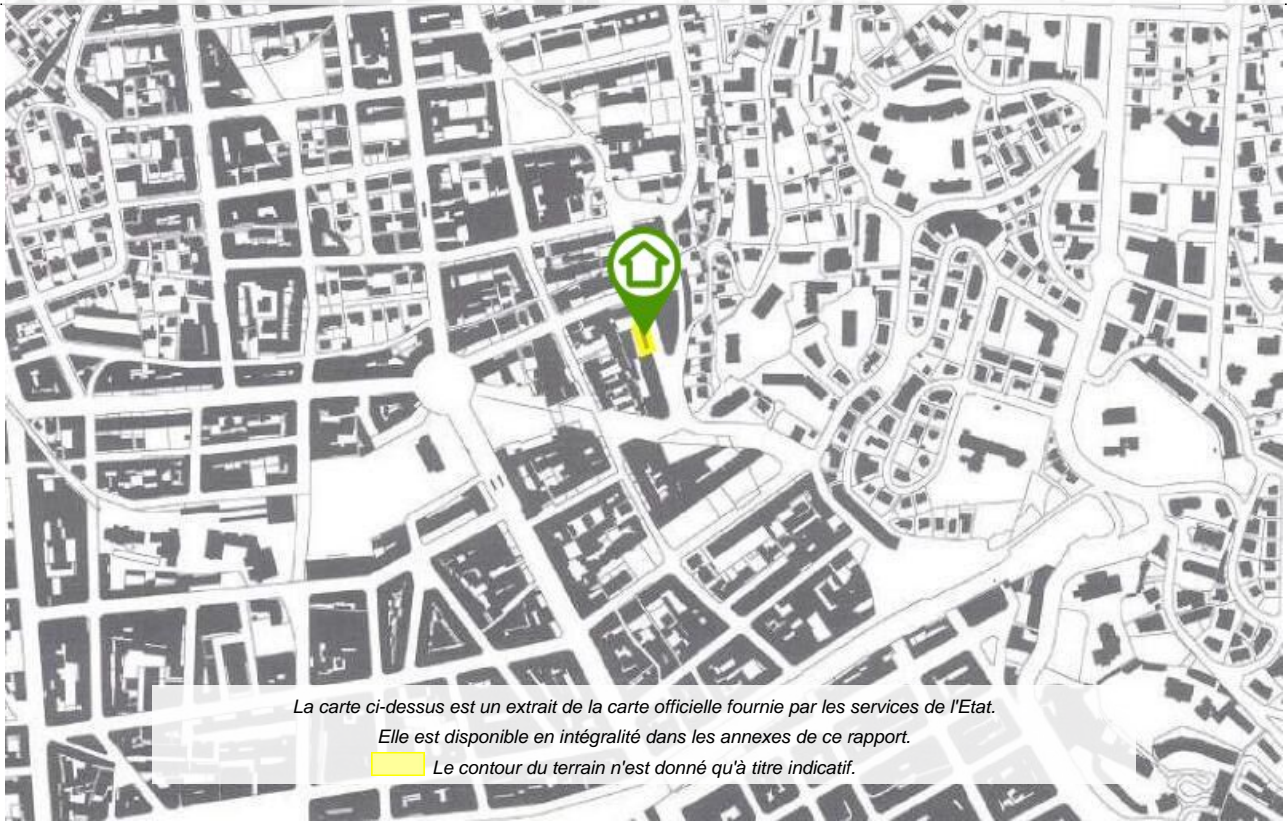 La carte ci-dessus est un extrait de la carte officielle fournie par les services de l'Etat.
Elle est disponible en intégralité dans les annexes de ce rapport.
Le contour du terrain n'est donné qu'à titre indicatif.